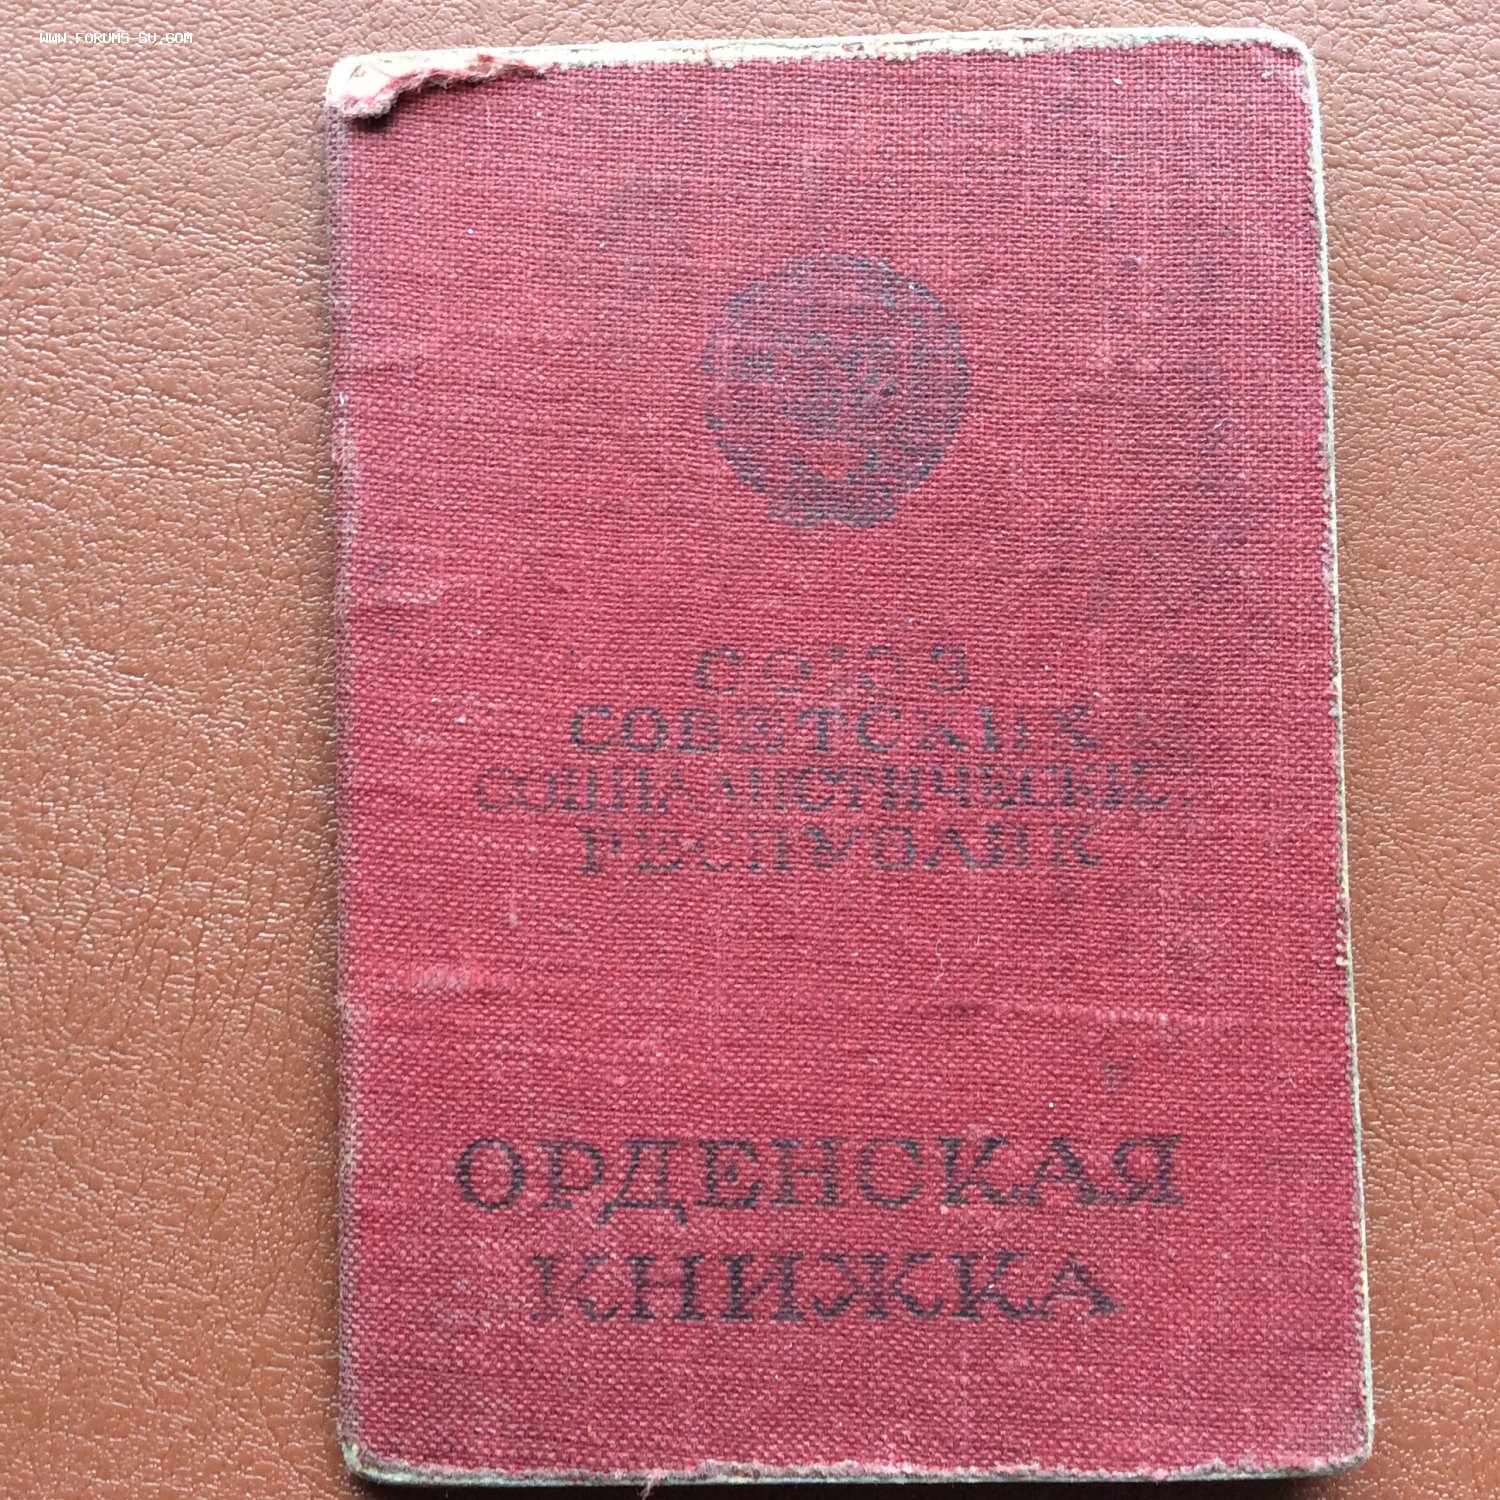 WWW.FORUMS-SU.COM
СОЮЗ
СОВЕТСКИХ
СОЦИАЛИСТИЧЕСКИХ
РЕСПУБЛИК
ОРДЕНСКАЯ
КНИЖКА